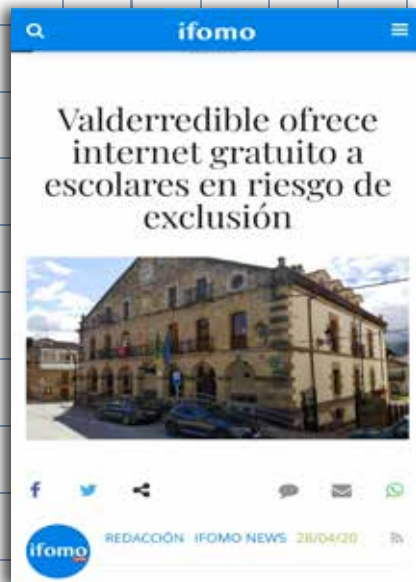 ifomo
Valderredible ofrece
internet gratuito a
escolares en riesgo de
exclusión
ifomo
REDACCIÓN IFOMO NEWS 28/04/20